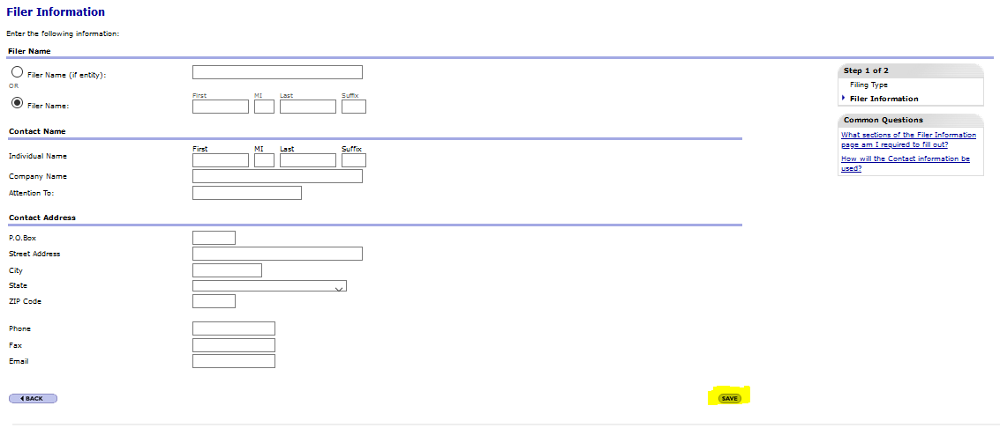 Filer Information
Enter the following information:
Filer Name
Filer Name (if entity):
OR
First MI Last Suffix
Filer Name:
Contact Name
First MI Last Suffix
Individual Name
Company Name
Attention To:
Contact Address
P.O.Box
Street Address
City
State
ZIP Code
Phone
Fax
Email
BACK
SAVE
Step 1 of 2
Filing Type
Filer Information
Common Questions
What sections of the Filer Information
page am I required to fill out?
How will the Contact information be
used?